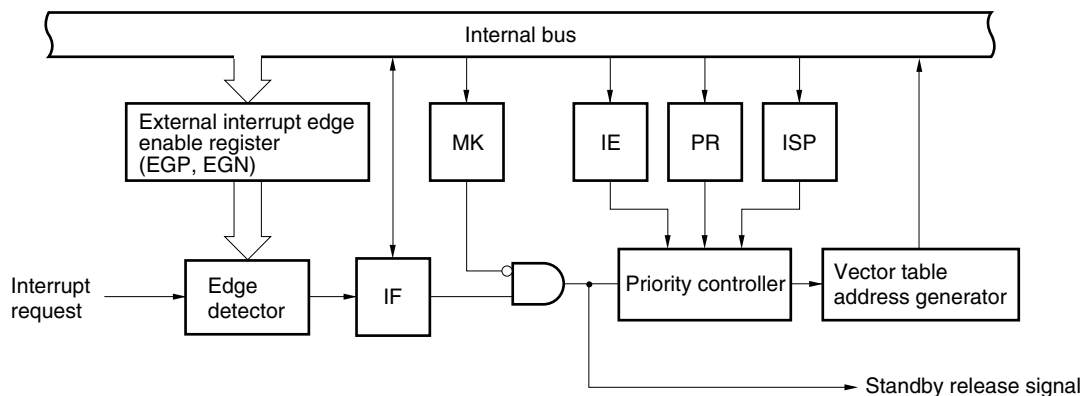 Internal bus
External interrupt edge
enable register
(EGP, EGN)
MK
IE
PR
ISP
Interrupt
request
Edge
detector
IF
Priority controller
Vector table
address generator
Standby release signal